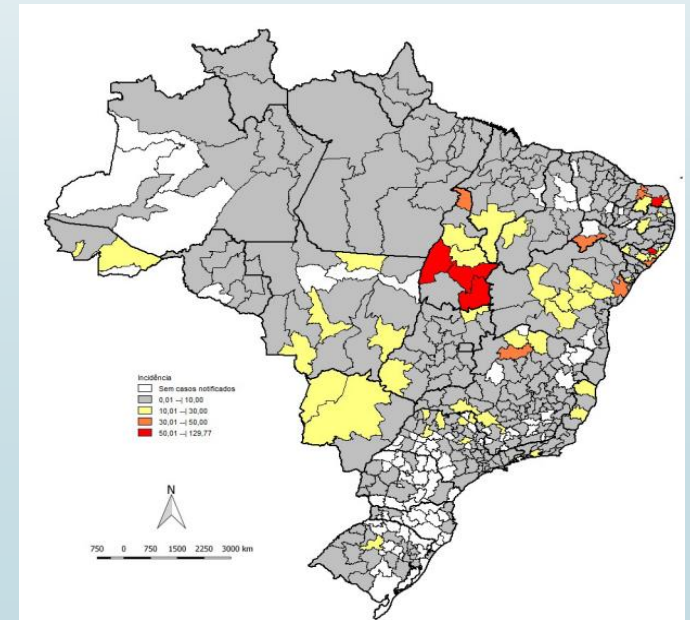 Incidência
Sem casos notificados
0,01 --| 10,00
10,01 --| 30,00
30,01 --| 50,00
50,01 --| 129,77
N
750 0 750 1500 2250 3000 km